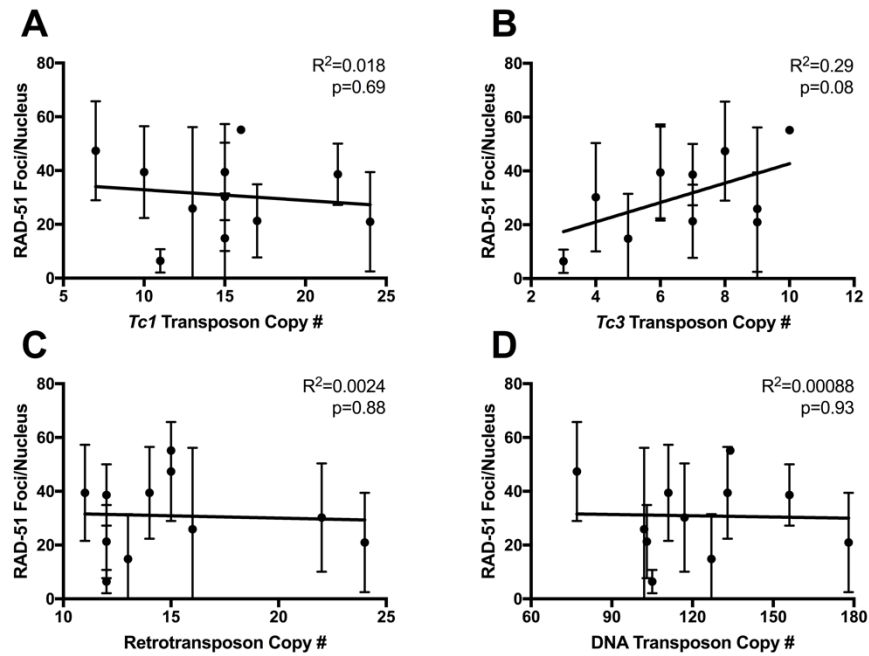 A
R²=0.018
p=0.69
RAD-51 Foci/Nucleus
80
60
40
20
0
5 10 15 20 25
Tc1 Transposon Copy #
B
R²=0.29
p=0.08
RAD-51 Foci/Nucleus
80
60
40
20
0
2 4 6 8 10 12
Tc3 Transposon Copy #
C
R²=0.0024
p=0.88
RAD-51 Foci/Nucleus
80
60
40
20
0
10 15 20 25
Retrotransposon Copy #
D
R²=0.00088
p=0.93
RAD-51 Foci/Nucleus
80
60
40
20
0
60 90 120 150 180
DNA Transposon Copy #